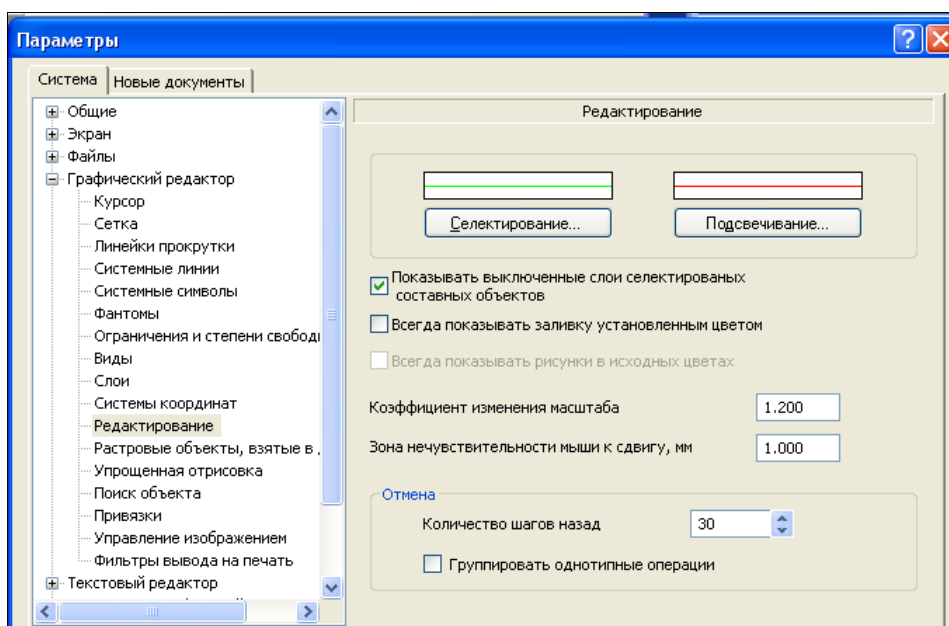 Параметры
Система
Новые документы
Общие
Экран
Файлы
Графический редактор
Курсор
Сетка
Линейки прокрутки
Системные линии
Системные символы
Фантомы
Ограничения и степени свободы
Виды
Слои
Системы координат
Редактирование
Растровые объекты, взятые в д
Упрощенная отрисовка
Поиск объекта
Привязки
Управление изображением
Фильтры вывода на печать
Текстовый редактор
Редактирование
Селектирование...
Подсвечивание...
Показывать выключенные слои селектированых
составных объектов
Всегда показывать заливку установленным цветом
Всегда показывать рисунки в исходных цветах
Коэффициент изменения масштаба 1.200
Зона нечувствительности мыши к сдвигу, мм 1.000
Отмена
Количество шагов назад 30
Группировать однотипные операции